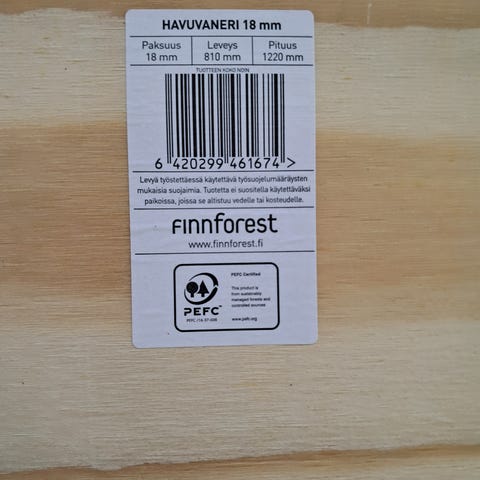 HAVUVANERI 18 mm
Paksuus Leveys Pituus
18 mm 810 mm 1220 mm
TUOTTEEN KOKO NOIN
6 420299 461674 >
Levyä työstettäessä käytettävä työsuojelumääräysten
mukaisia suojaimia. Tuotetta ei suositella käytettäväksi
paikoissa, joissa se altistuu vedelle tai kosteudelle.
Finnforest
www.finnforest.fi
PEFC Certified
This product is
from sustainably
managed forests and
controlled sources
www.pefc.org
PEFC™